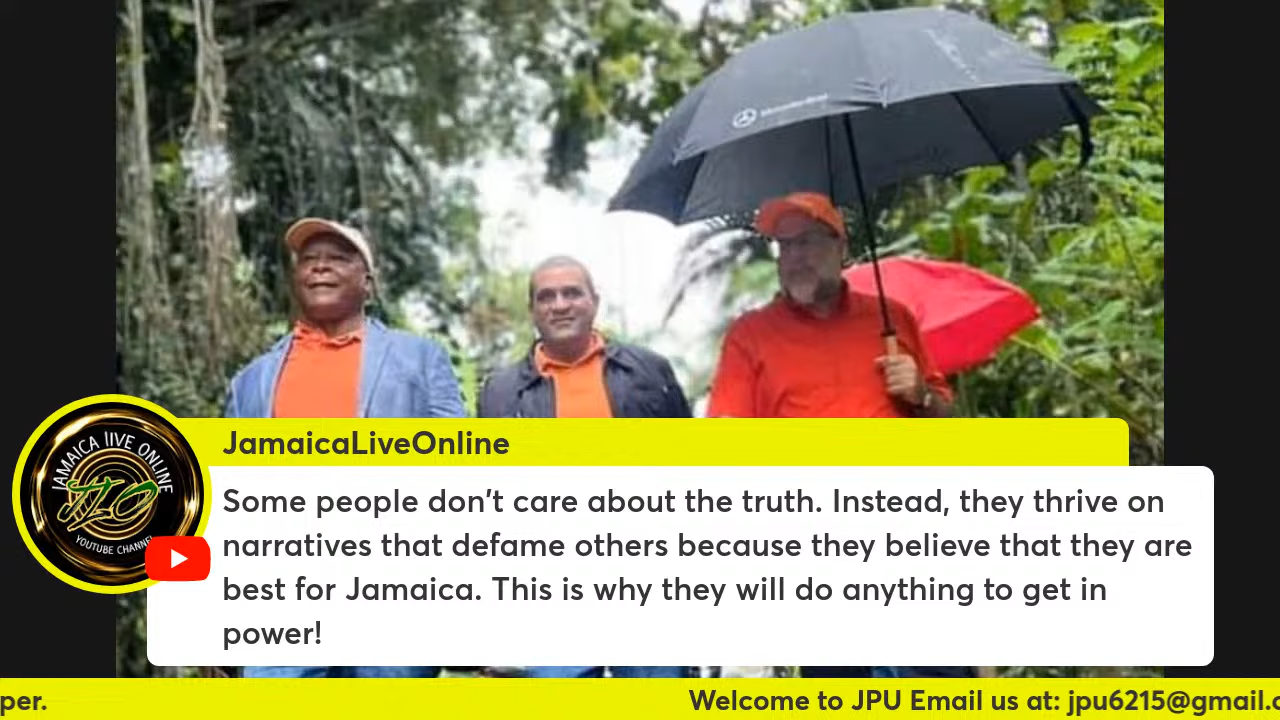 Mercedes-Benz
JamaicaLiveOnline
JAMAICA lIVE ONLINE
JLO
YOUTUBE CHANNEL
Some people don't care about the truth. Instead, they thrive on
narratives that defame others because they believe that they are
best for Jamaica. This is why they will do anything to get in
power!
per.
Welcome to JPU Email us at: jpu6215@gmail.c